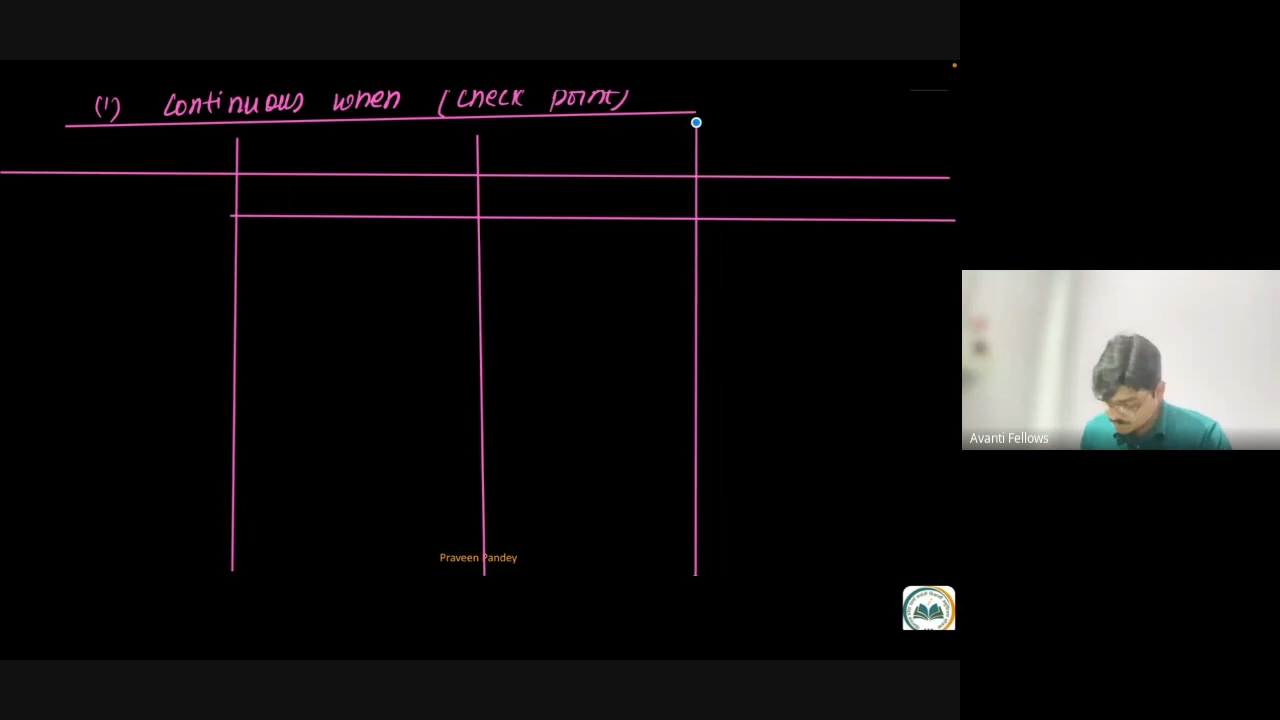 (1) Continuous when (check point)
Avanti Fellows
Praveen Pandey